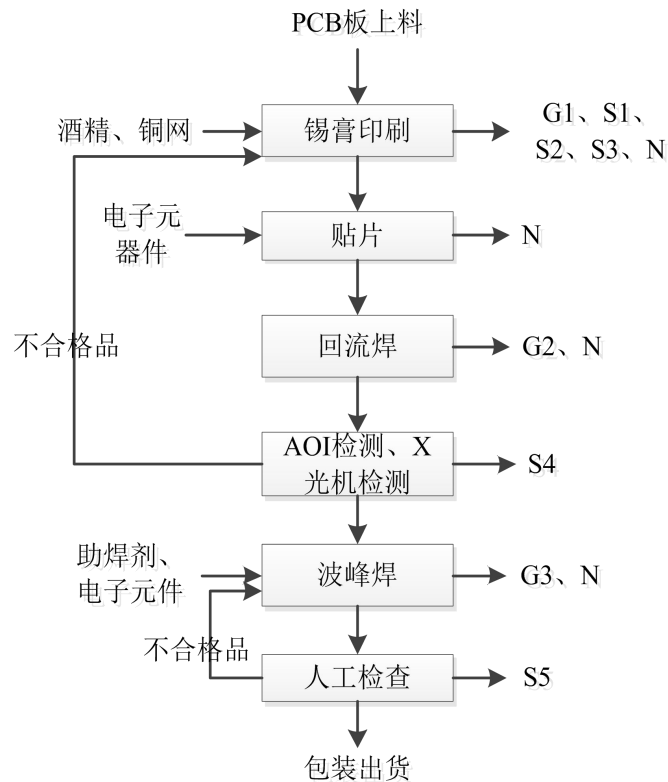 PCB板上料
酒精、铜网
锡膏印刷
G1、S1、
S2、S3、N
电子元
器件
贴片
N
不合格品
回流焊
G2、N
AOI检测、X
光机检测
S4
助焊剂、
电子元件
波峰焊
G3、N
不合格品
人工检查
S5
包装出货